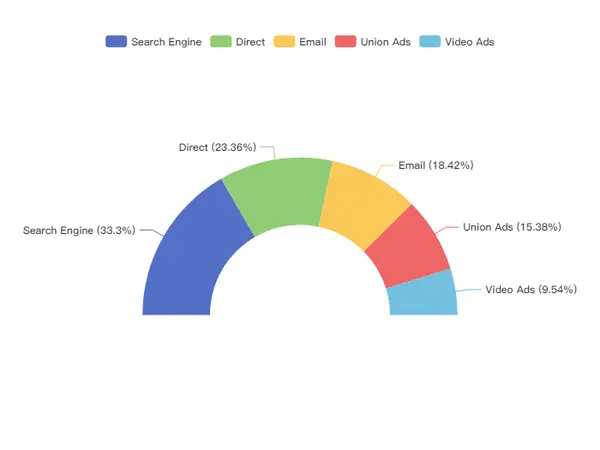 Search Engine Direct Email Union Ads Video Ads
Direct (23.36%)
Email (18.42%)
Search Engine (33.3%)
Union Ads (15.38%)
Video Ads (9.54%)